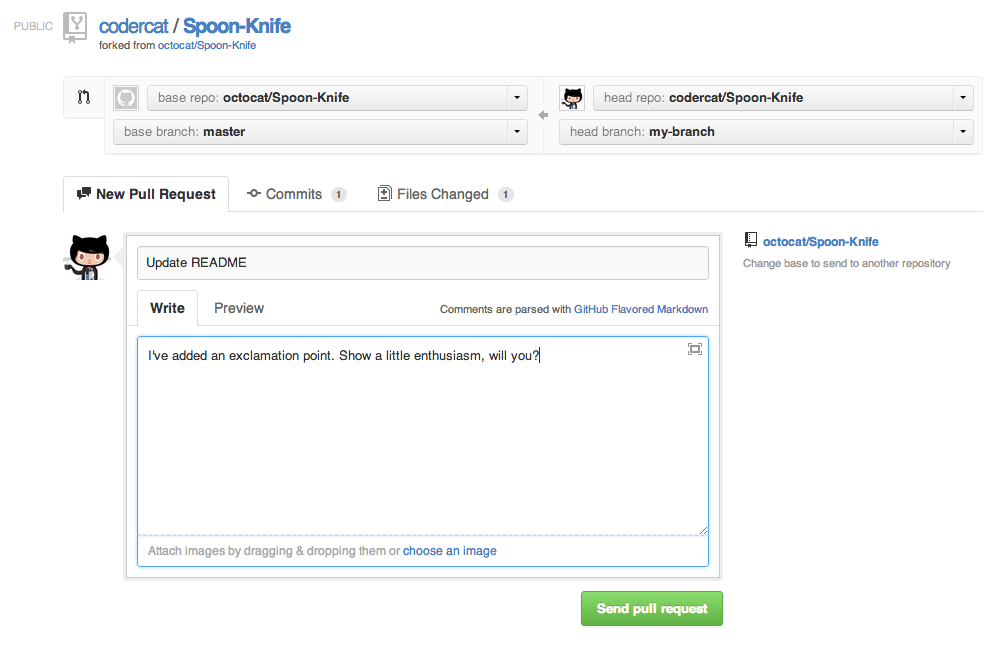 PUBLIC codercat / Spoon-Knife
forked from octocat/Spoon-Knife
base repo: octocat/Spoon-Knife head repo: codercat/Spoon-Knife
base branch: master head branch: my-branch
New Pull Request Commits 1 Files Changed 1
Update README
octocat/Spoon-Knife
Change base to send to another repository
Write Preview Comments are parsed with GitHub Flavored Markdown
I've added an exclamation point. Show a little enthusiasm, will you?
Attach images by dragging & dropping them or choose an image
Send pull request